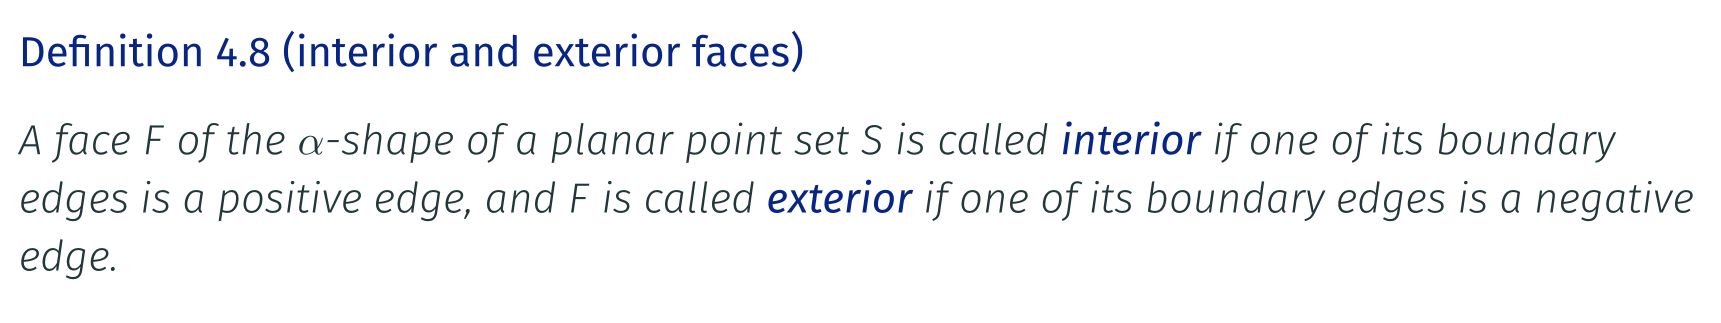 Definition 4.8 (interior and exterior faces)
A face F of the α-shape of a planar point set S is called interior if one of its boundary
edges is a positive edge, and F is called exterior if one of its boundary edges is a negative
edge.